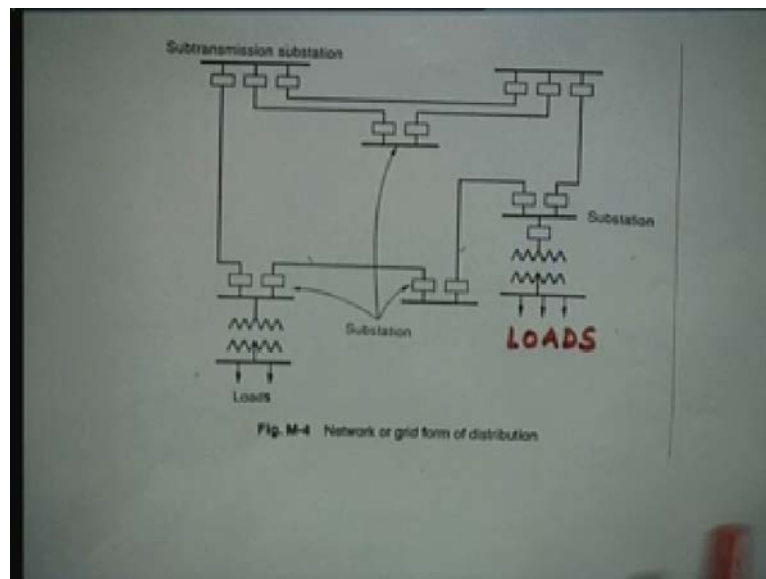 Subtransmission substation
Substation
Substation
LOADS
Loads
Fig. M-4 Network or grid form of distribution